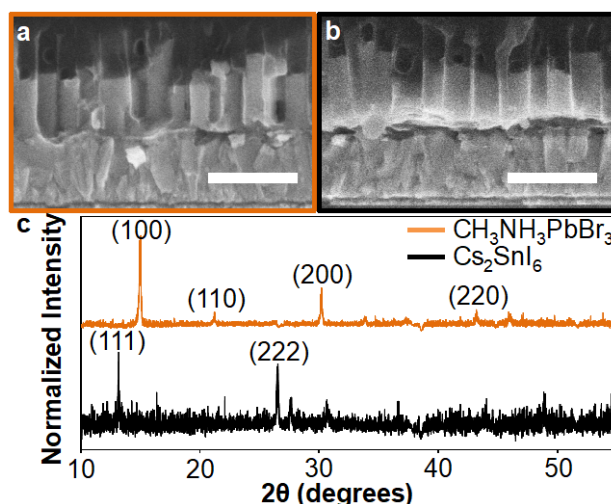 a
b
c
(100)
CH₃NH₃PbBr₃
Cs₂SnI₆
(110)
(200)
(220)
(111)
(222)
Normalized Intensity
10
20
30
40
50
2θ (degrees)